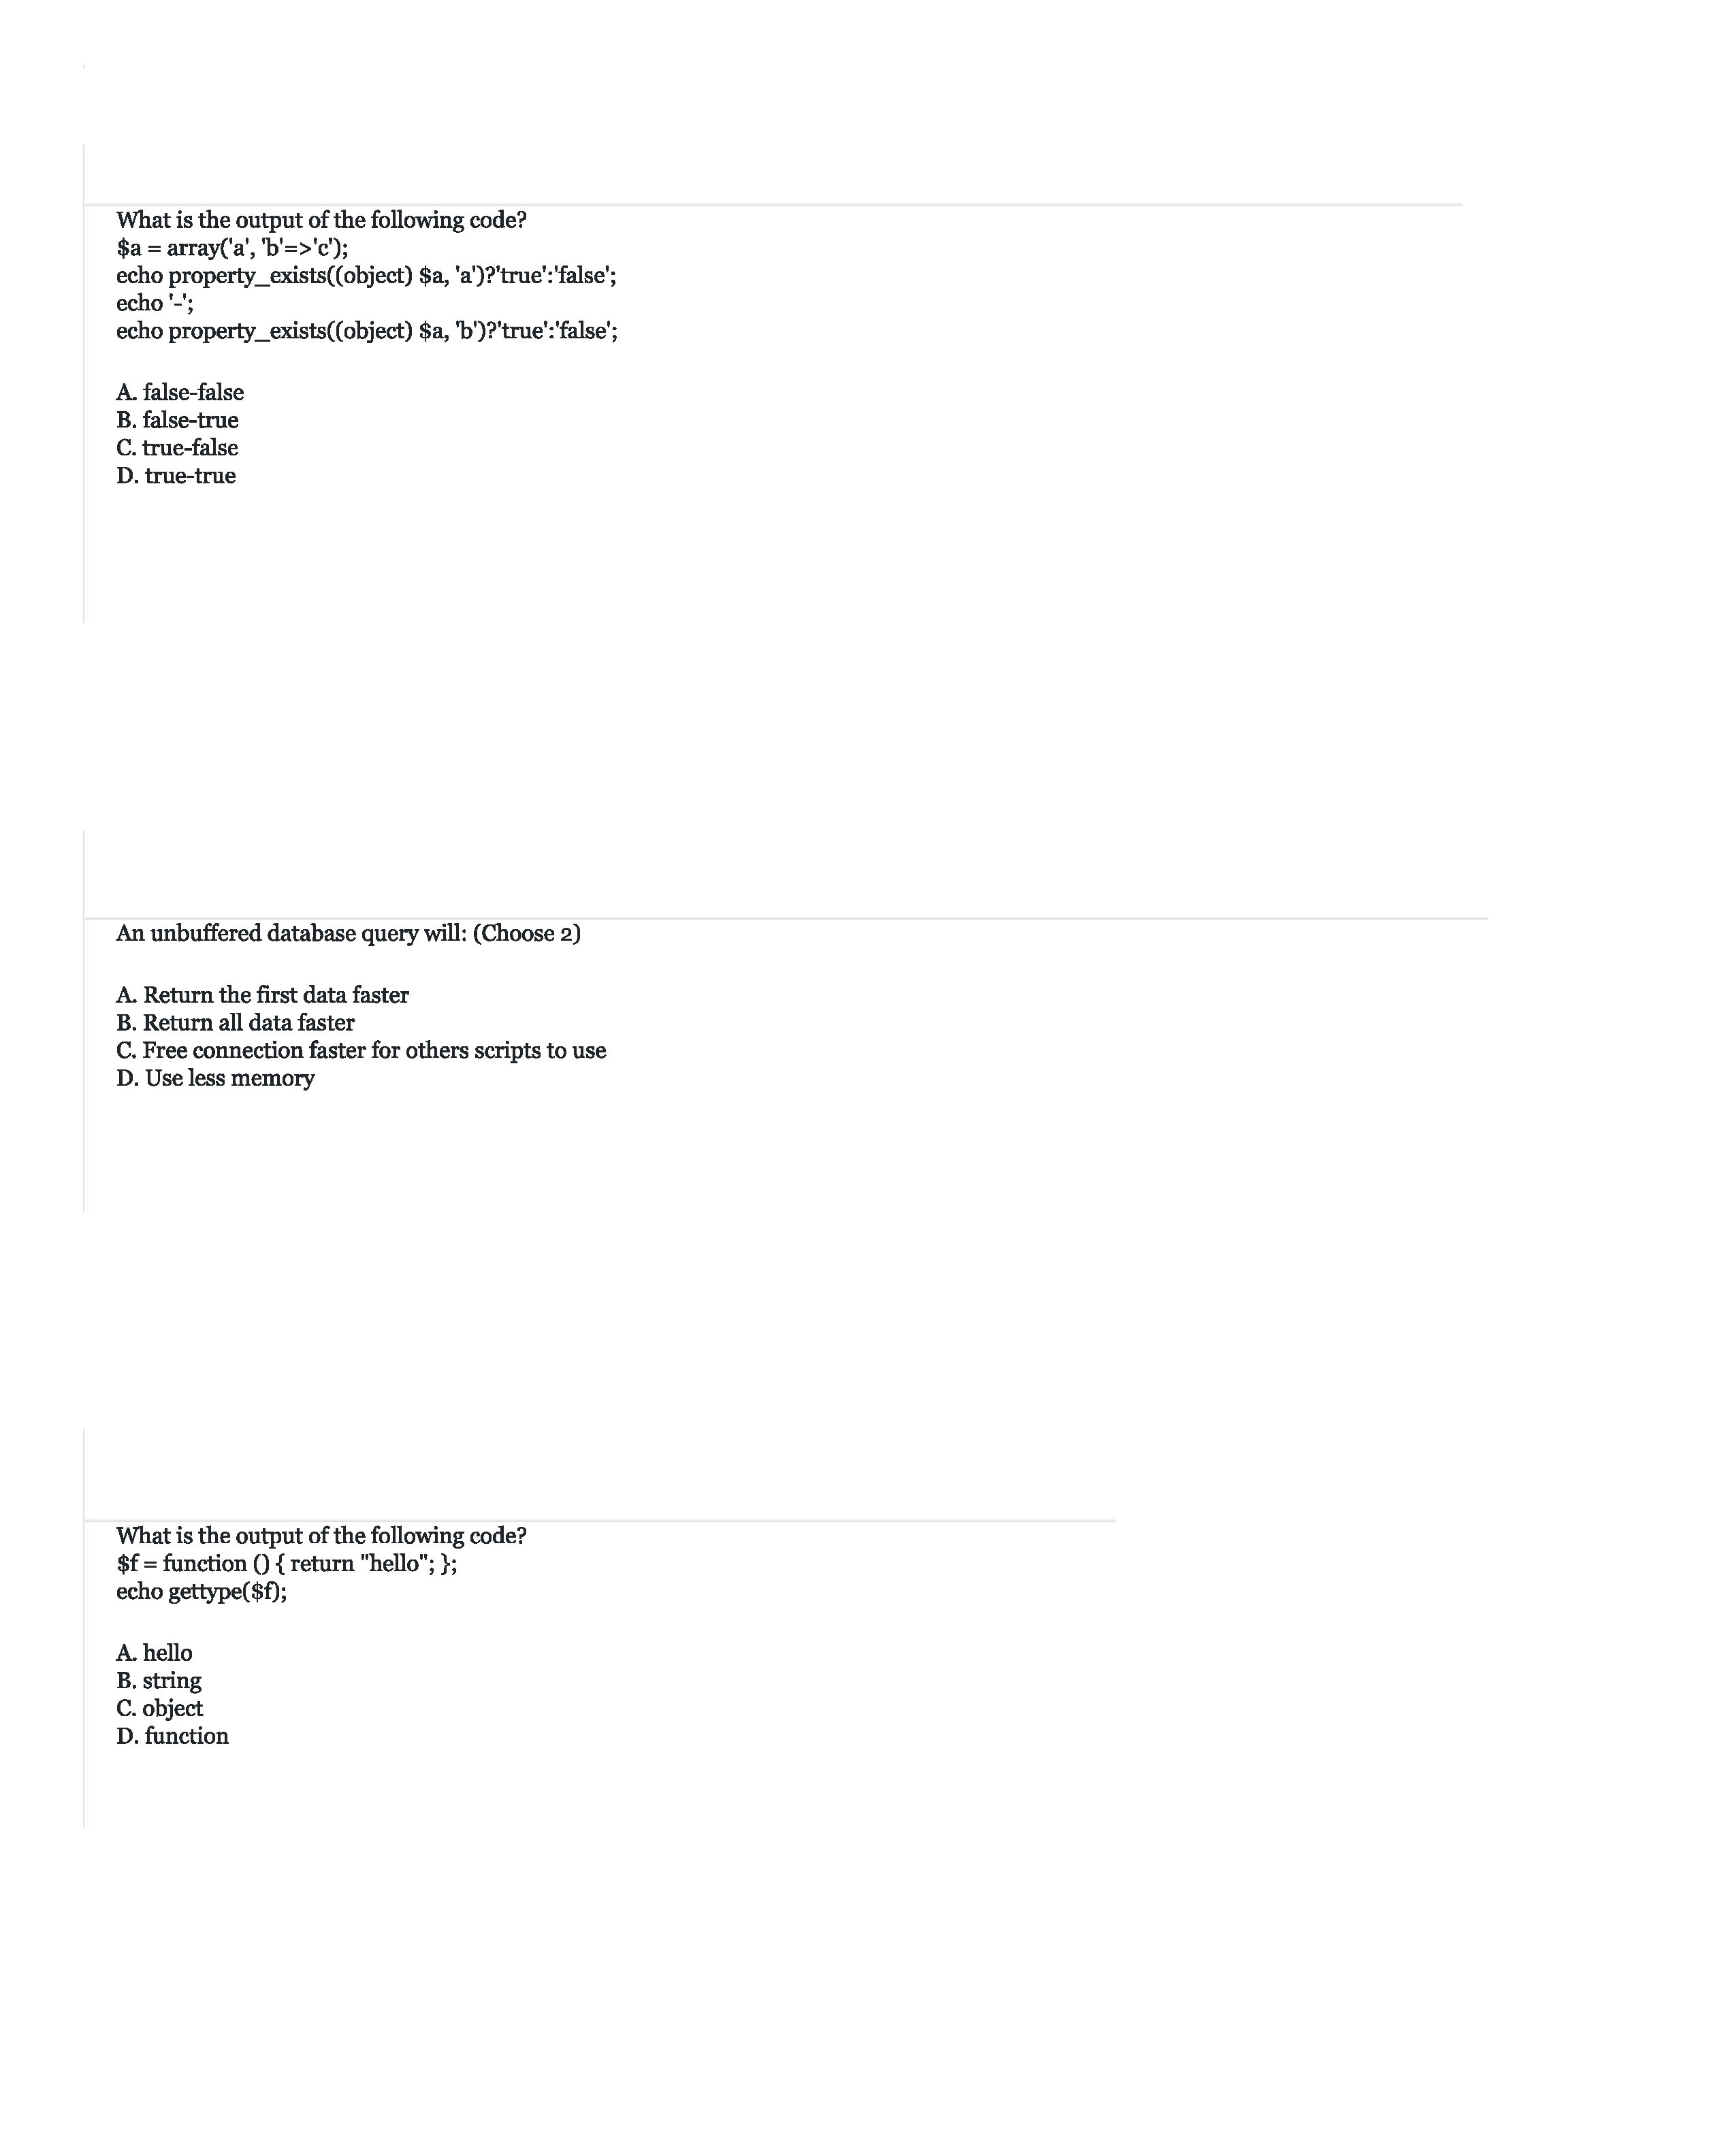 What is the output of the following code?
$a = array('a', 'b'=>'c');
echo property_exists((object) $a, 'a')?'true':'false';
echo '-';
echo property_exists((object) $a, 'b')?'true':'false';
A. false-false
B. false-true
C. true-false
D. true-true
An unbuffered database query will: (Choose 2)
A. Return the first data faster
B. Return all data faster
C. Free connection faster for others scripts to use
D. Use less memory
What is the output of the following code?
$f = function () { return "hello"; };
echo gettype($f);
A. hello
B. string
C. object
D. function